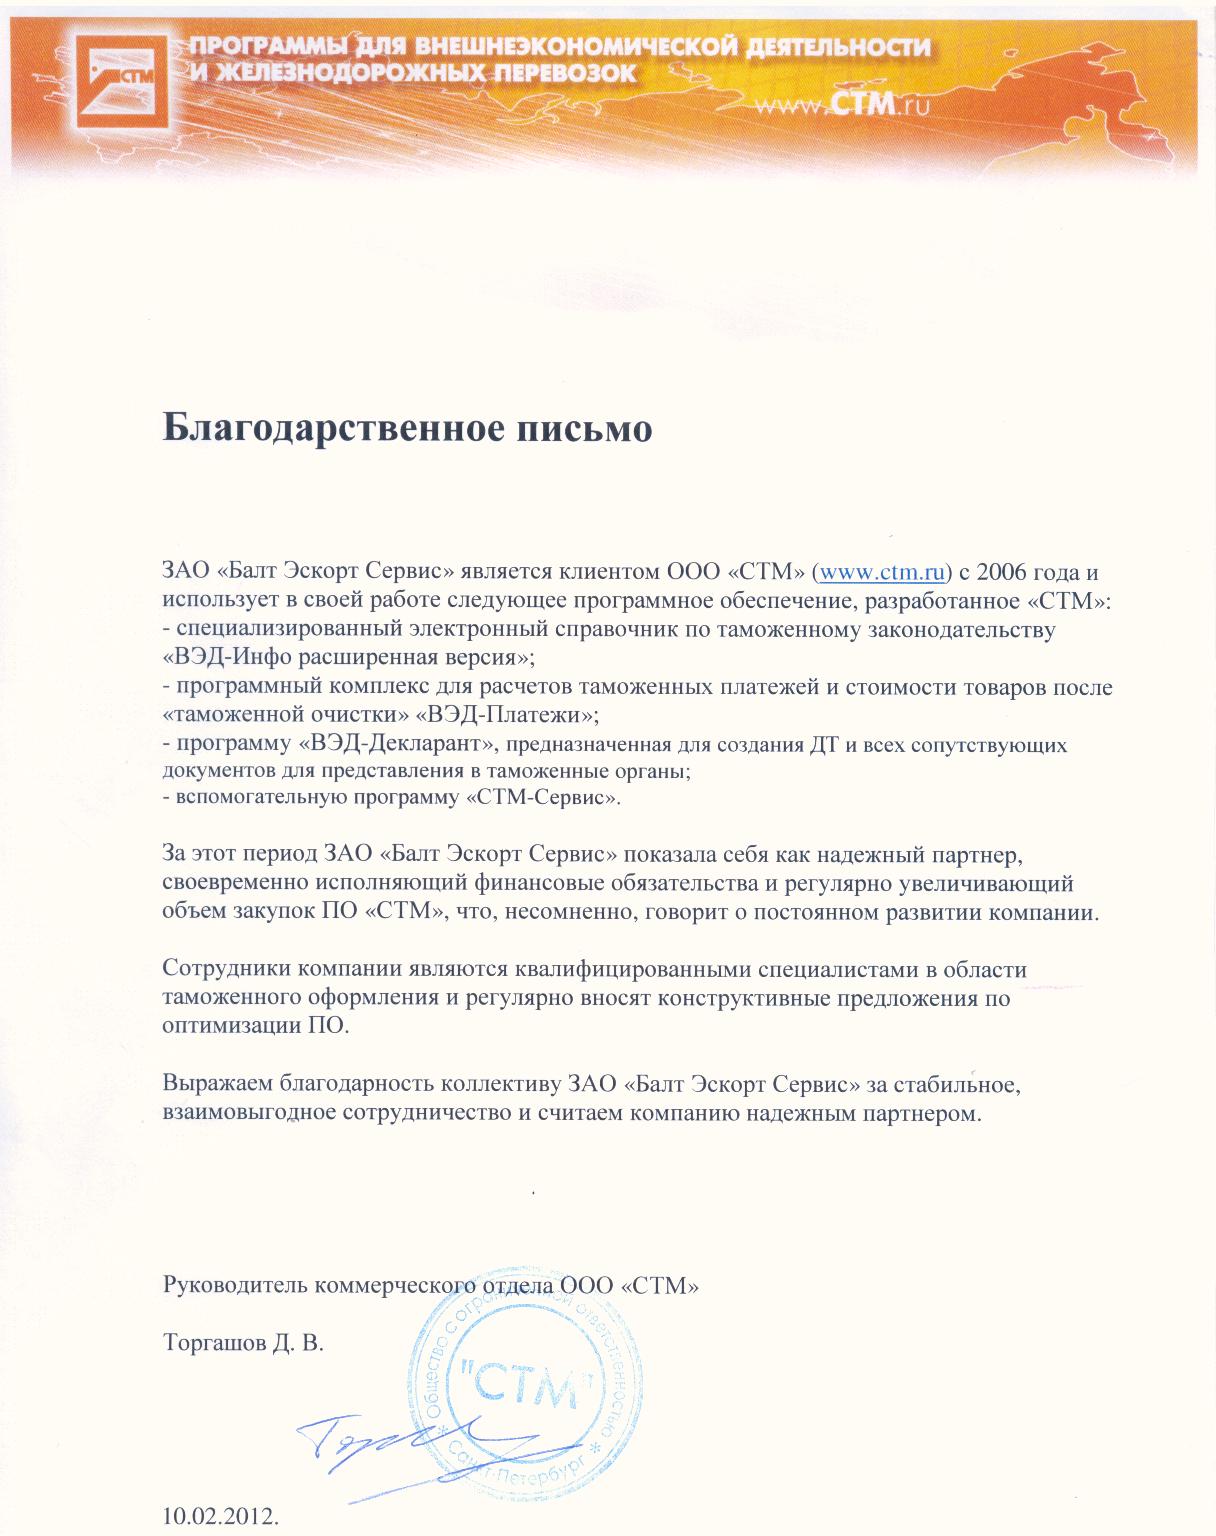 СТМ
ПРОГРАММЫ ДЛЯ ВНЕШНЕЭКОНОМИЧЕСКОЙ ДЕЯТЕЛЬНОСТИ
И ЖЕЛЕЗНОДОРОЖНЫХ ПЕРЕВОЗОК
www.СТМ.ru
Благодарственное письмо
ЗАО «Балт Эскорт Сервис» является клиентом ООО «СТМ» (www.ctm.ru) с 2006 года и
использует в своей работе следующее программное обеспечение, разработанное «СТМ»:
- специализированный электронный справочник по таможенному законодательству
«ВЭД-Инфо расширенная версия»;
- программный комплекс для расчетов таможенных платежей и стоимости товаров после
«таможенной очистки» «ВЭД-Платежи»;
- программу «ВЭД-Декларант», предназначенная для создания ДТ и всех сопутствующих
документов для представления в таможенные органы;
- вспомогательную программу «СТМ-Сервис».
За этот период ЗАО «Балт Эскорт Сервис» показала себя как надежный партнер,
своевременно исполняющий финансовые обязательства и регулярно увеличивающий
объем закупок ПО «СТМ», что, несомненно, говорит о постоянном развитии компании.
Сотрудники компании являются квалифицированными специалистами в области
таможенного оформления и регулярно вносят конструктивные предложения по
оптимизации ПО.
Выражаем благодарность коллективу ЗАО «Балт Эскорт Сервис» за стабильное,
взаимовыгодное сотрудничество и считаем компанию надежным партнером.
Руководитель коммерческого отдела ООО «СТМ»
Торгашов Д. В.
Общество с ограниченной ответственностью
"СТМ"
* Санкт-Петербург *
10.02.2012.